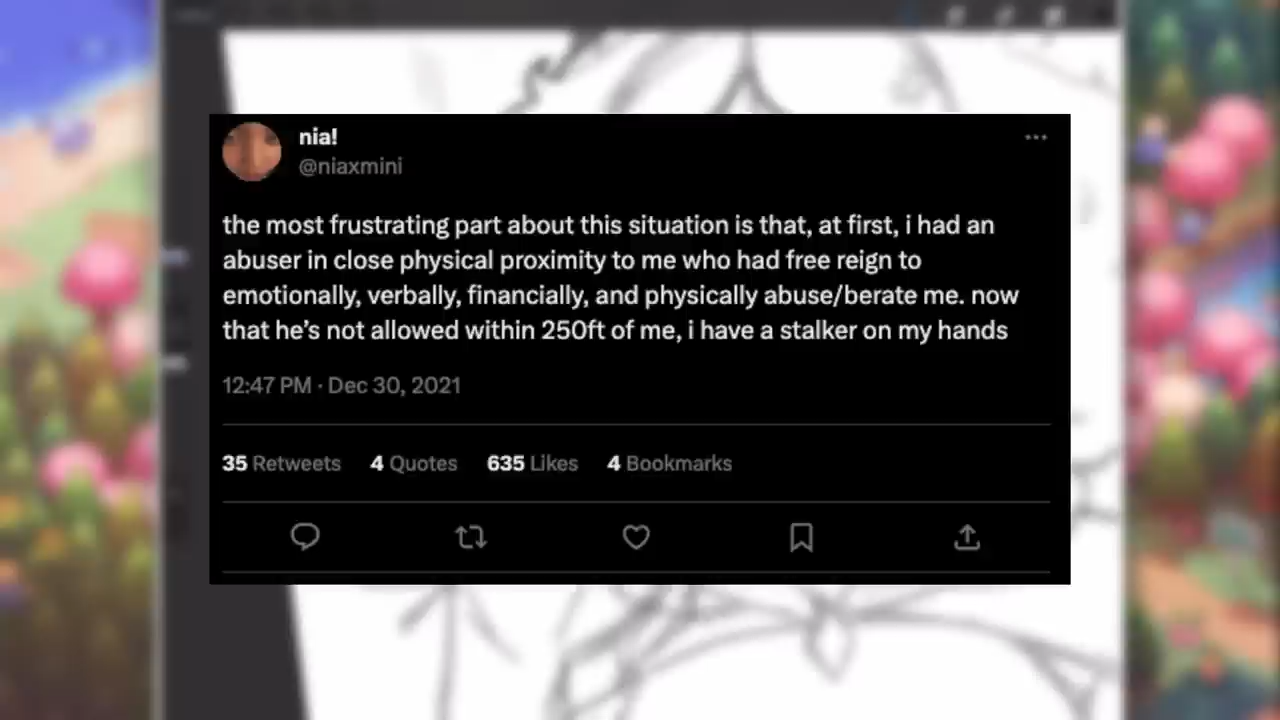 nia!
@niaxmini
the most frustrating part about this situation is that, at first, i had an
abuser in close physical proximity to me who had free reign to
emotionally, verbally, financially, and physically abuse/berate me. now
that he’s not allowed within 250ft of me, i have a stalker on my hands
12:47 PM · Dec 30, 2021
35 Retweets 4 Quotes 635 Likes 4 Bookmarks